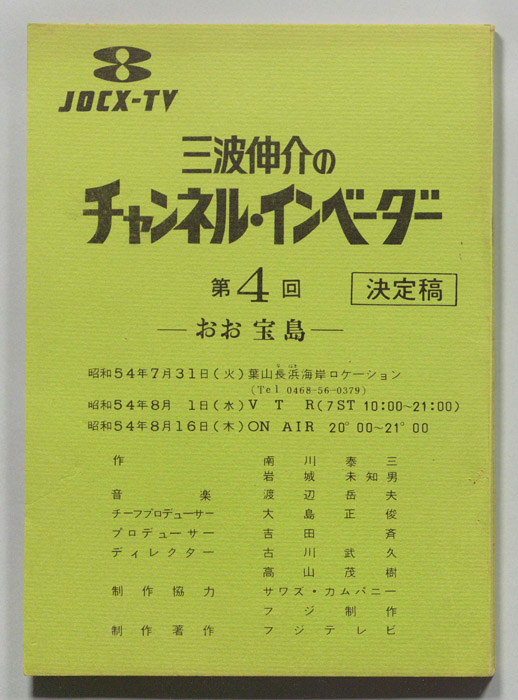 JOCX-TV
三波伸介の
チャンネル・インベーダー
第4回 決定稿
―おお宝島―
昭和54年7月31日(火)葉山長浜海岸ロケーション
(Tel 0468-56-0379)
昭和54年8月 1日(水)V T R(7ST 10:00~21:00)
昭和54年8月16日(木)ON AIR 20°00~21°00
作 南川泰三
岩城未知男
音楽 渡辺岳夫
チーフプロデューサー 大島正俊
プロデューサー 吉田斉
ディレクター 古川武久
高山茂樹
制作協力 サワズ・カムパニー
フジ制作
制作著作 フジテレビ